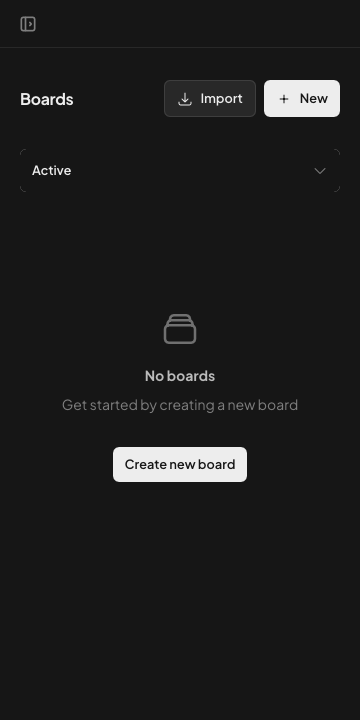 Boards
Import
New
Active
No boards
Get started by creating a new board
Create new board